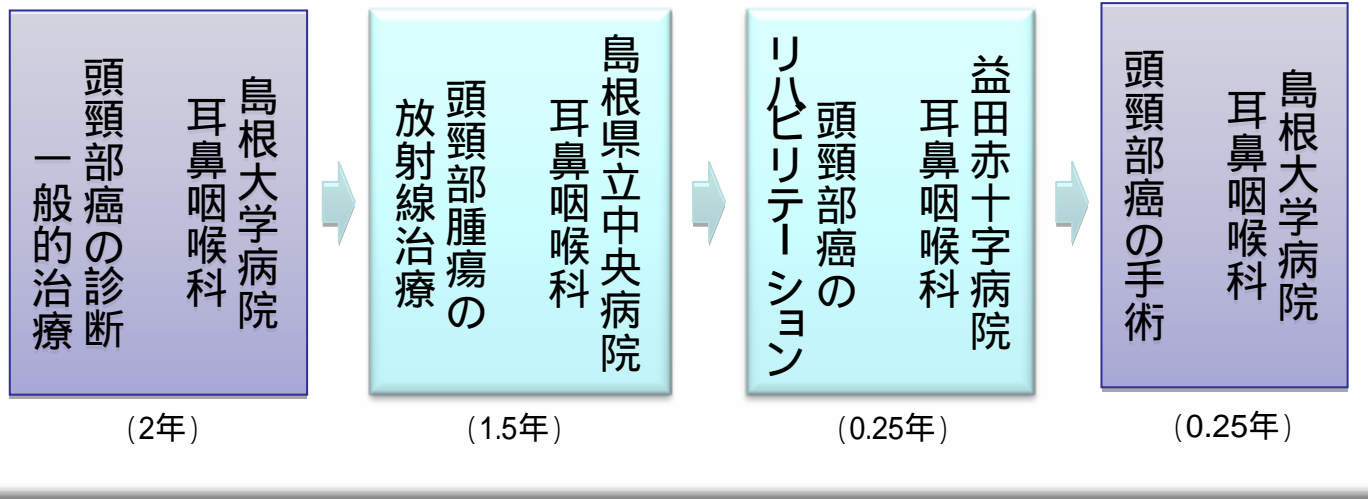 島根大学病院
耳鼻咽喉科
頭頸部癌の診断
一般的治療
(2年)
島根県立中央病院
耳鼻咽喉科
頭頸部腫瘍の
放射線治療
(1.5年)
益田赤十字病院
耳鼻咽喉科
頭頸部癌の
リハビリテーション
(0.25年)
島根大学病院
耳鼻咽喉科
頭頸部癌の手術
(0.25年)